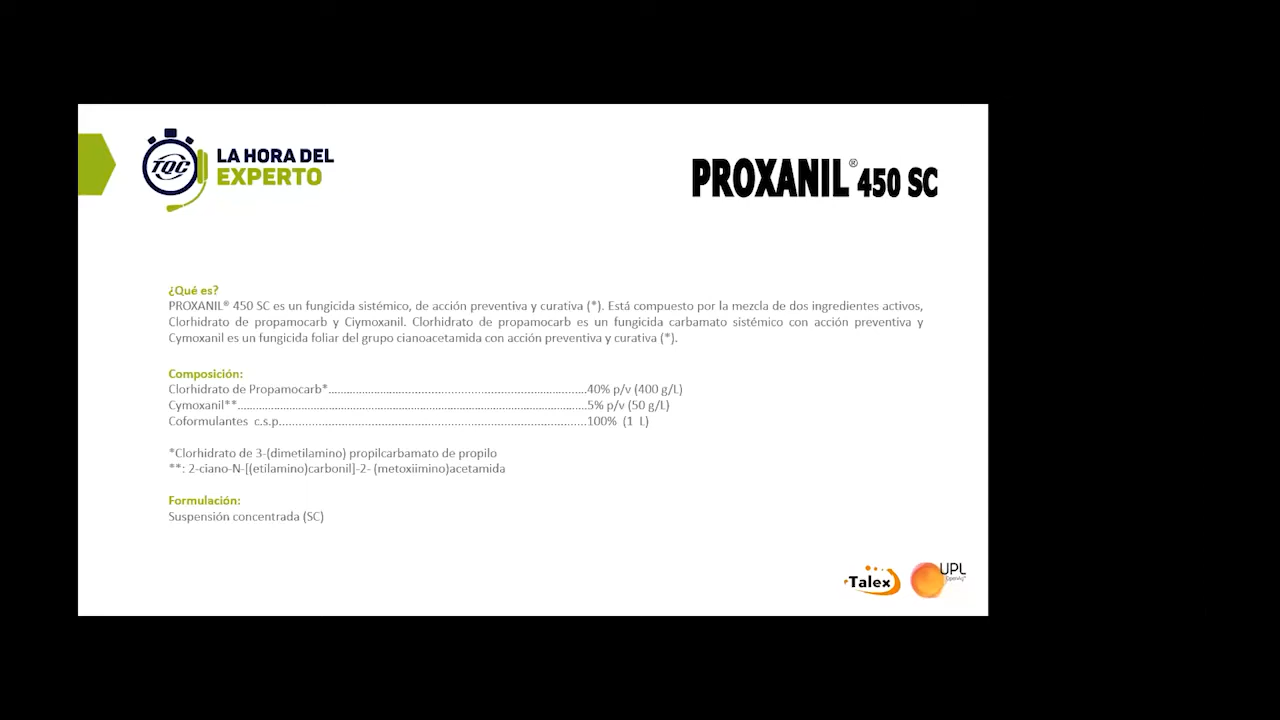 TQC
LA HORA DEL
EXPERTO
PROXANIL® 450 SC
¿Qué es?
PROXANIL® 450 SC es un fungicida sistémico, de acción preventiva y curativa (*). Está compuesto por la mezcla de dos ingredientes activos,
Clorhidrato de propamocarb y Ciymoxanil. Clorhidrato de propamocarb es un fungicida carbamato sistémico con acción preventiva y
Cymoxanil es un fungicida foliar del grupo cianoacetamida con acción preventiva y curativa (*).
Composición:
Clorhidrato de Propamocarb*......................................................................................40% p/v (400 g/L)
Cymoxanil**.....................................................................................................................5% p/v (50 g/L)
Coformulantes c.s.p..........................................................................................100% (1 L)
*Clorhidrato de 3-(dimetilamino) propilcarbamato de propilo
**: 2-ciano-N-[(etilamino)carbonil]-2- (metoxiimino)acetamida
Formulación:
Suspensión concentrada (SC)
Talex
UPL